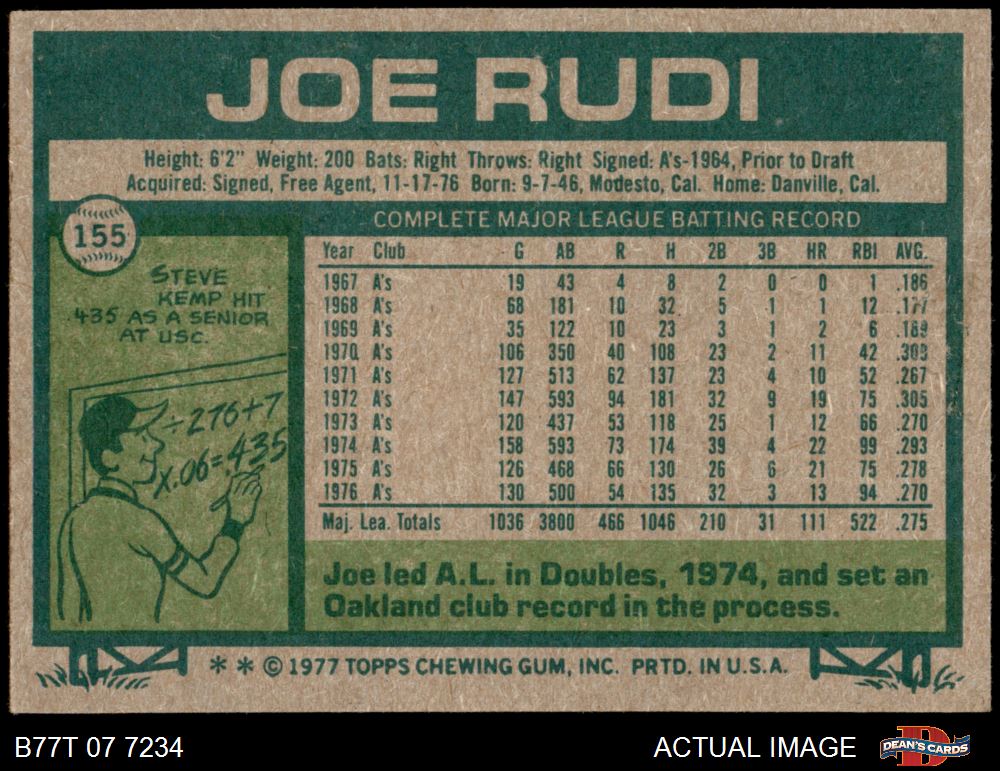 JOE RUDI
Height: 6'2" Weight: 200 Bats: Right Throws: Right Signed: A's-1964, Prior to Draft
Acquired: Signed, Free Agent, 11-17-76 Born: 9-7-46, Modesto, Cal. Home: Danville, Cal.
155
STEVE
KEMP HIT
.435 AS A SENIOR
AT USC.
÷276+7
X.06=.435
COMPLETE MAJOR LEAGUE BATTING RECORD
Year Club G AB R H 2B 3B HR RBI AVG.
1967 A's 19 43 4 8 2 0 0 1 .186
1968 A's 68 181 10 32 5 1 1 12 .177
1969 A's 35 122 10 23 3 1 2 6 .189
1970 A's 106 350 40 108 23 2 11 42 .309
1971 A's 127 513 62 137 23 4 10 52 .267
1972 A's 147 593 94 181 32 9 19 75 .305
1973 A's 120 437 53 118 25 1 12 66 .270
1974 A's 158 593 73 174 39 4 22 99 .293
1975 A's 126 468 66 130 26 6 21 75 .278
1976 A's 130 500 54 135 32 3 13 94 .270
Maj. Lea. Totals 1036 3800 466 1046 210 31 111 522 .275
Joe led A.L. in Doubles, 1974, and set an
Oakland club record in the process.
* * © 1977 TOPPS CHEWING GUM, INC. PRTD. IN U.S.A.
B77T 07 7234
ACTUAL IMAGE
DEAN'S CARDS